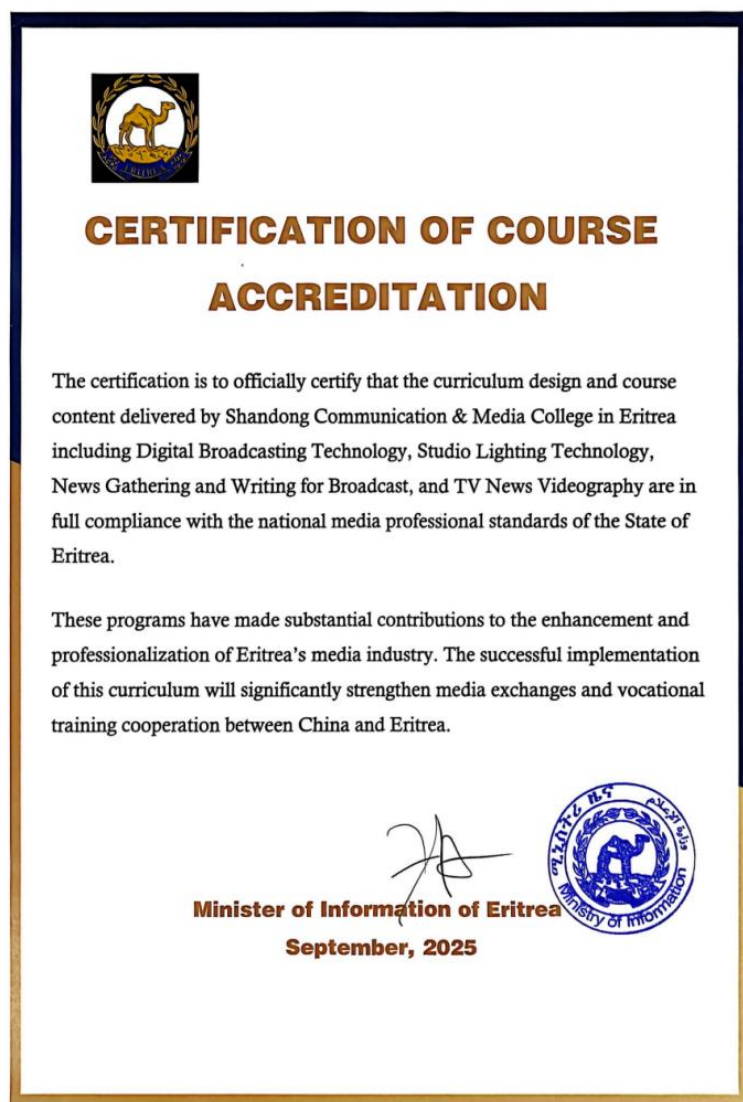 ERITREA
CERTIFICATION OF COURSE
ACCREDITATION
The certification is to officially certify that the curriculum design and course
content delivered by Shandong Communication & Media College in Eritrea
including Digital Broadcasting Technology, Studio Lighting Technology,
News Gathering and Writing for Broadcast, and TV News Videography are in
full compliance with the national media professional standards of the State of
Eritrea.
These programs have made substantial contributions to the enhancement and
professionalization of Eritrea’s media industry. The successful implementation
of this curriculum will significantly strengthen media exchanges and vocational
training cooperation between China and Eritrea.
Minister of Information of Eritrea
September, 2025
ሚኒስትሪ ዜና
وزارة الإعلام
Ministry of Information